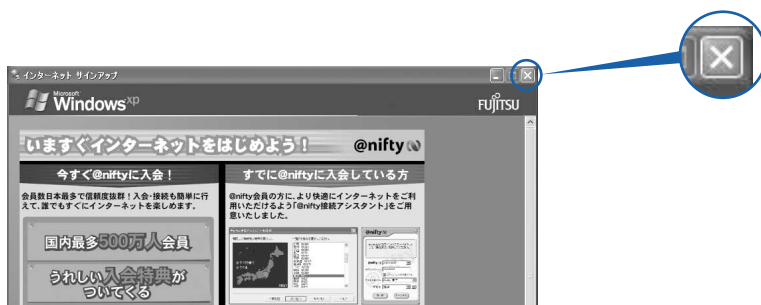 インターネット サインアップ
Microsoft
Windows xp
FUJITSU
いますぐインターネットをはじめよう！
@nifty
今すぐ@niftyに入会！
すでに@niftyに入会している方
会員数日本最多で信頼度抜群！入会・接続も簡単に行
えて、誰でもすぐにインターネットを楽しめます。
@nifty会員の方に、より快適にインターネットをご利
用いただけるよう「@nifty接続アシスタント」をご用
意いたしました。
国内最多500万人会員
うれしい入会特典が
ついてくる
@nifty